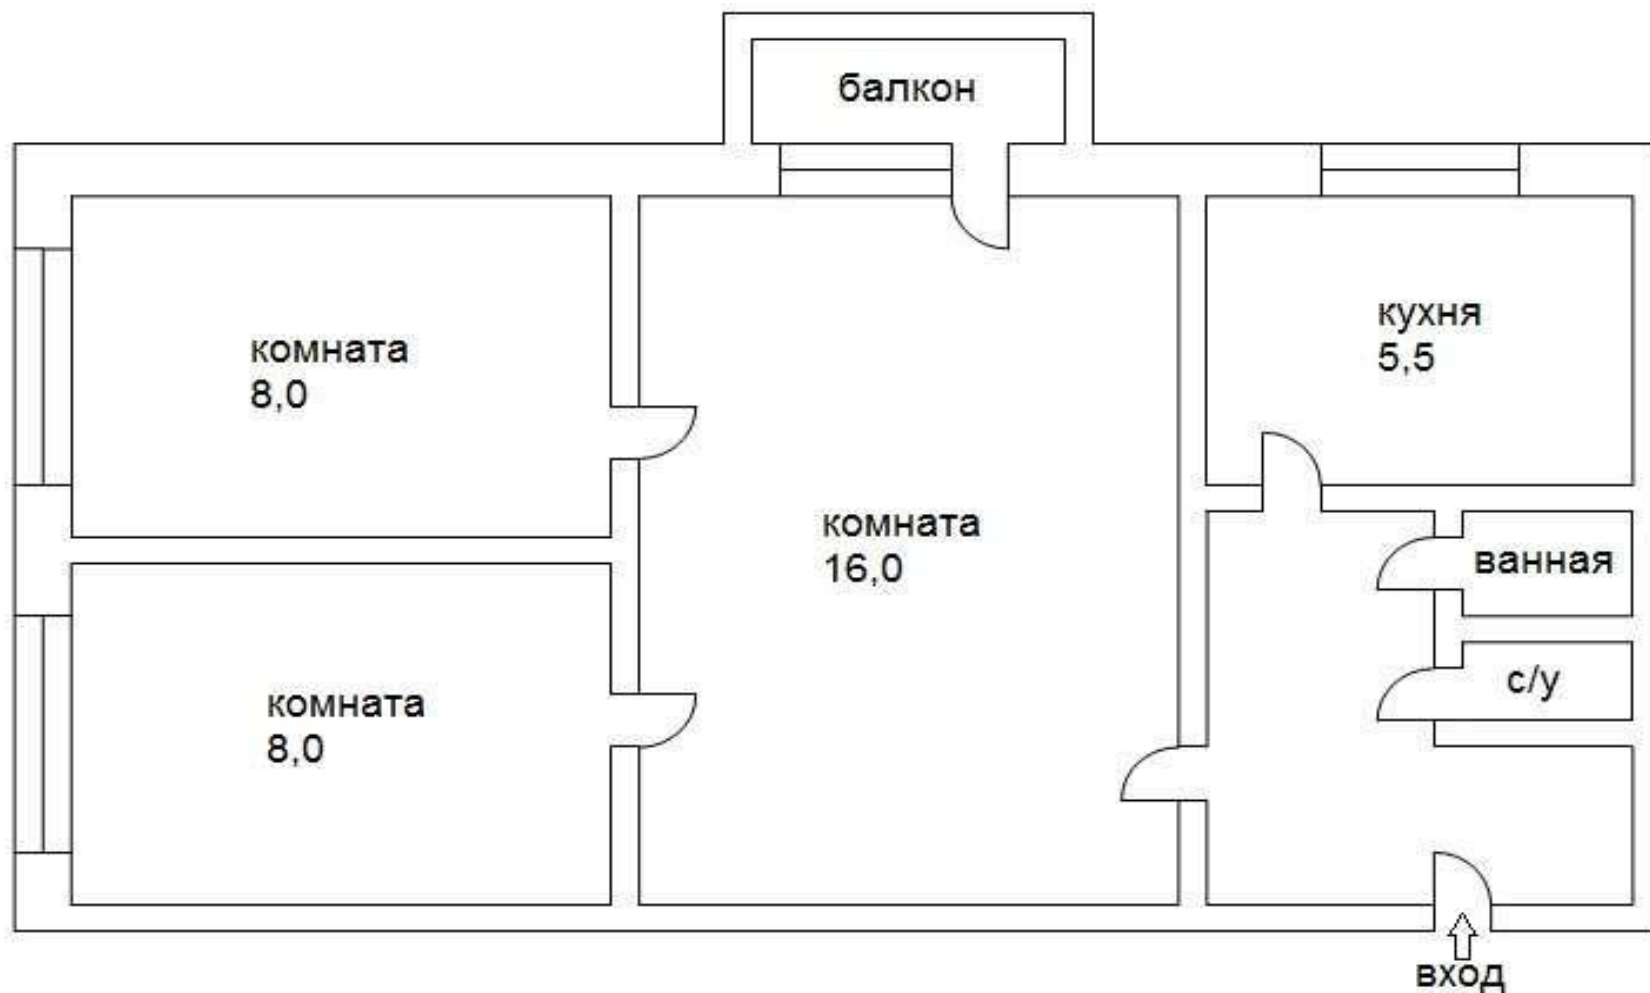 балкон
кухня
5,5
комната
8,0
комната
16,0
ванная
с/у
комната
8,0
вход